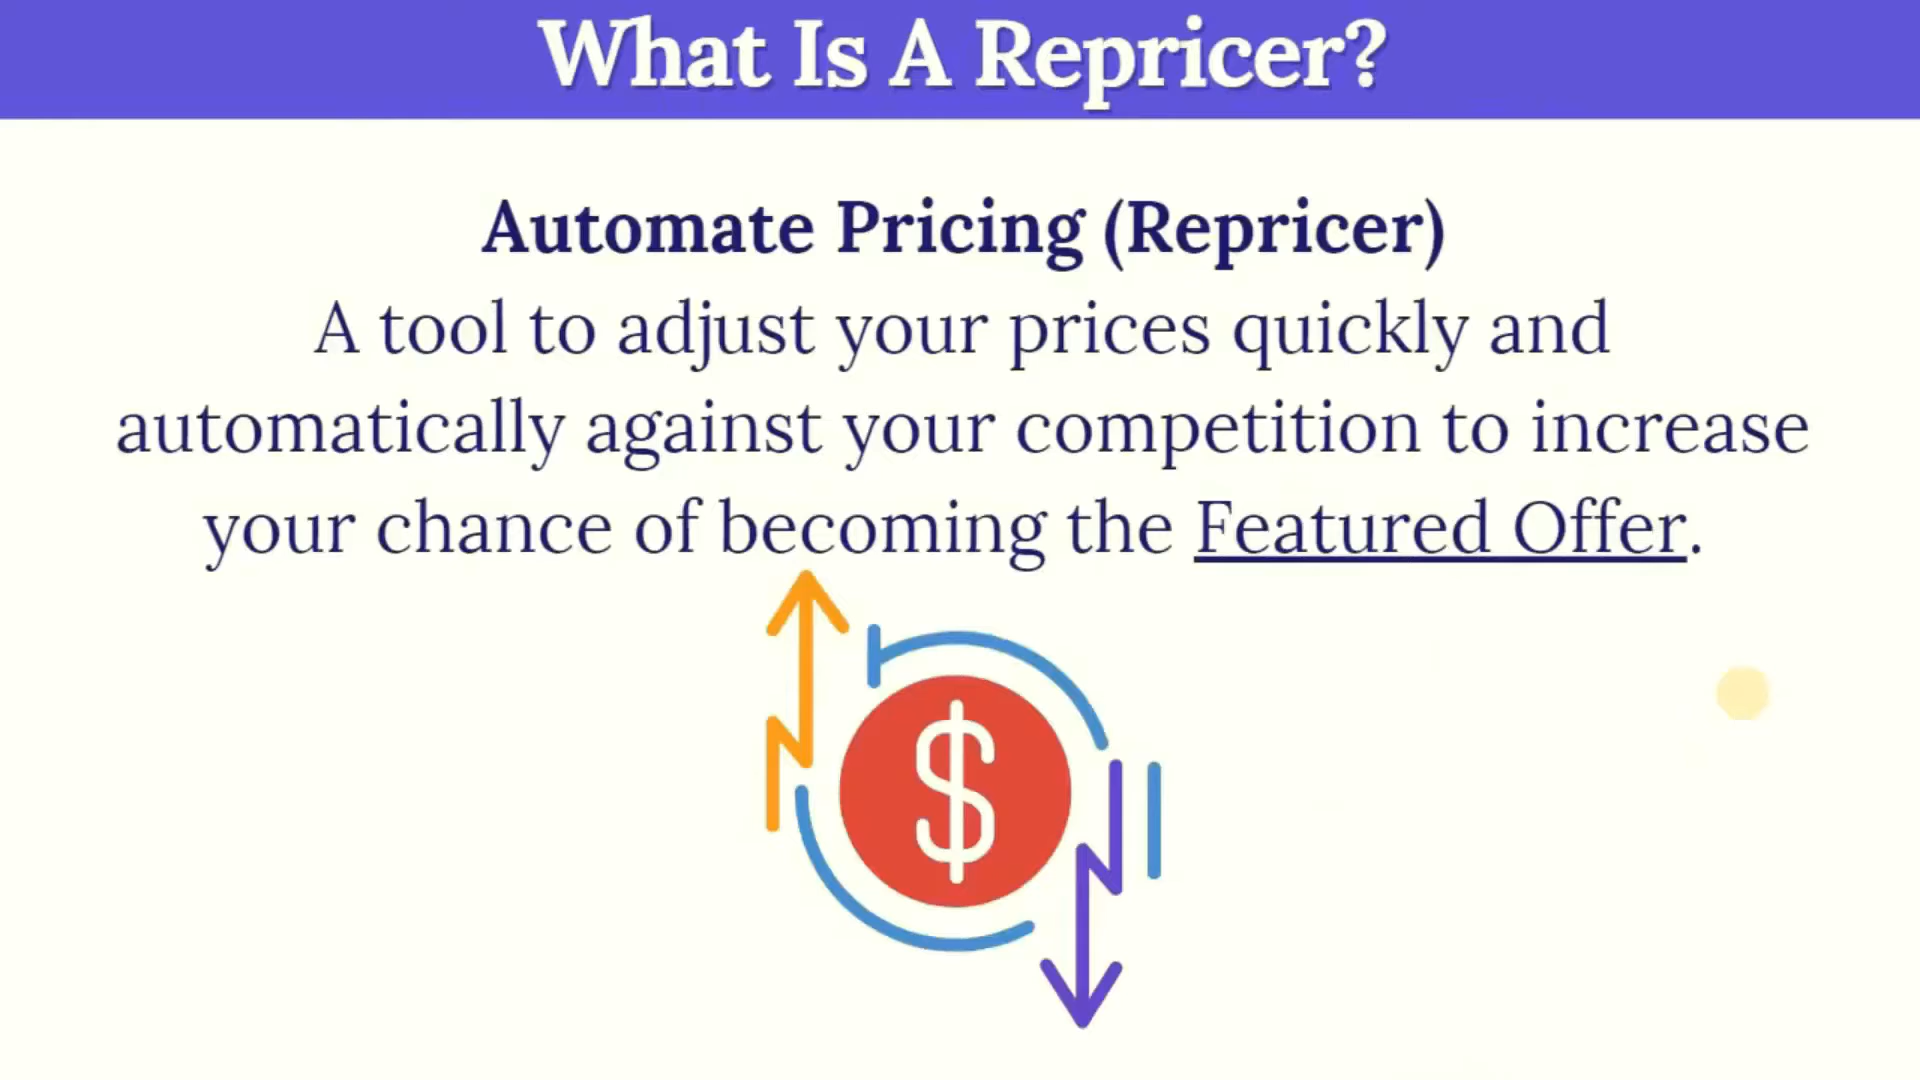 What Is A Repricer?
Automate Pricing (Repricer)
A tool to adjust your prices quickly and
automatically against your competition to increase
your chance of becoming the Featured Offer.
$